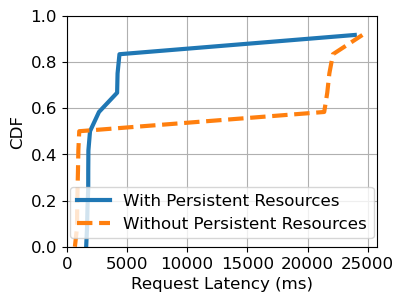 1.0
0.8
0.6
0.4
0.2
0.0
CDF
With Persistent Resources
Without Persistent Resources
0 5000 10000 15000 20000 25000
Request Latency (ms)